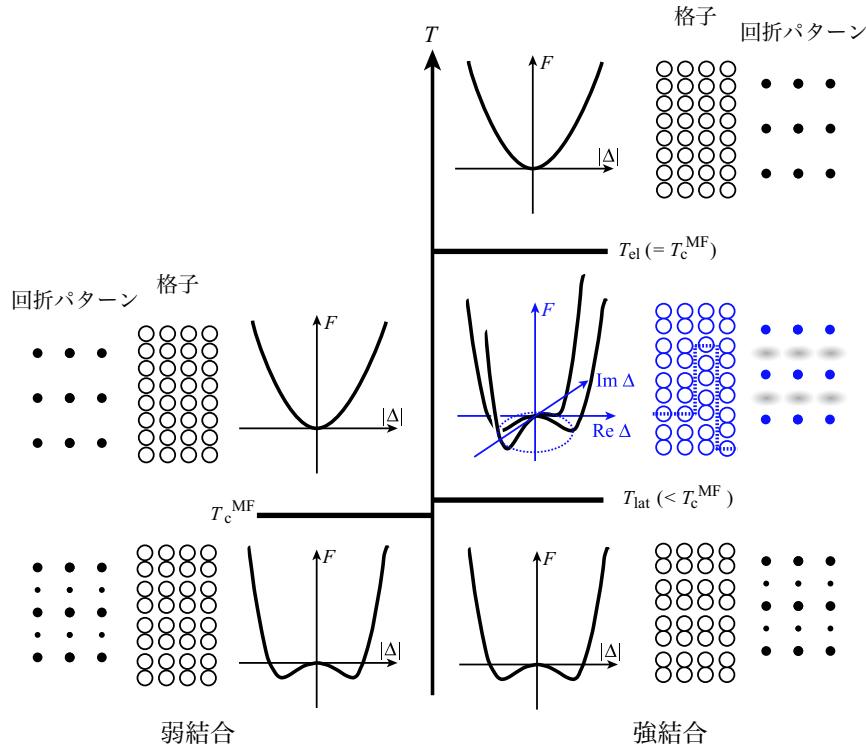 格子
回折パターン
T
F
|Δ|
T_el (= T_c^MF)
格子
回折パターン
F
|Δ|
F
Im Δ
Re Δ
T_lat (< T_c^MF )
T_c^MF
F
|Δ|
F
|Δ|
弱結合
強結合